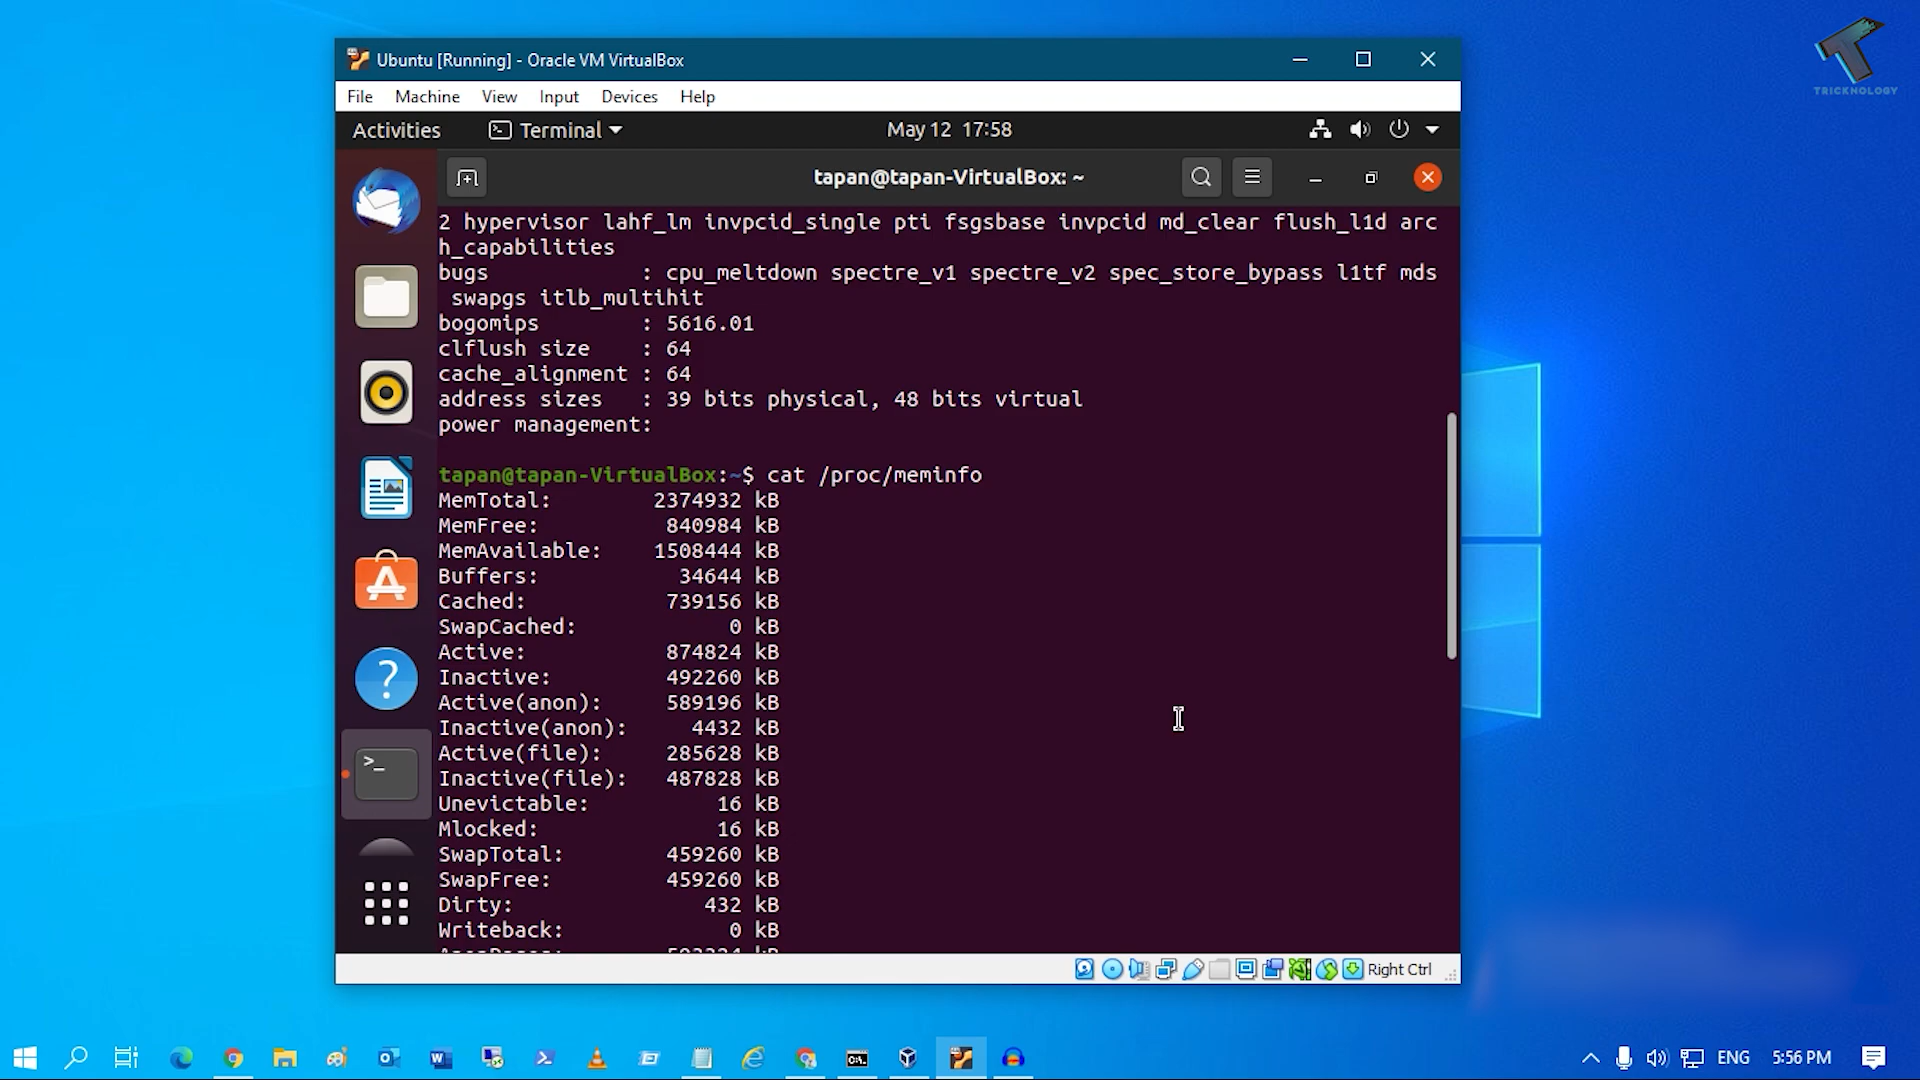 TRICKNOLOGY
Ubuntu [Running] - Oracle VM VirtualBox
File Machine View Input Devices Help
Activities Terminal May 12 17:58
tapan@tapan-VirtualBox: ~
2 hypervisor lahf_lm invpcid_single pti fsgsbase invpcid md_clear flush_l1d arc
h_capabilities
bugs : cpu_meltdown spectre_v1 spectre_v2 spec_store_bypass l1tf mds
swapgs itlb_multihit
bogomips : 5616.01
clflush size : 64
cache_alignment : 64
address sizes : 39 bits physical, 48 bits virtual
power management:
tapan@tapan-VirtualBox:~$ cat /proc/meminfo
MemTotal: 2374932 kB
MemFree: 840984 kB
MemAvailable: 1508444 kB
Buffers: 34644 kB
Cached: 739156 kB
SwapCached: 0 kB
Active: 874824 kB
Inactive: 492260 kB
Active(anon): 589196 kB
Inactive(anon): 4432 kB
Active(file): 285628 kB
Inactive(file): 487828 kB
Unevictable: 16 kB
Mlocked: 16 kB
SwapTotal: 459260 kB
SwapFree: 459260 kB
Dirty: 432 kB
Writeback: 0 kB
Right Ctrl
ENG 5:56 PM